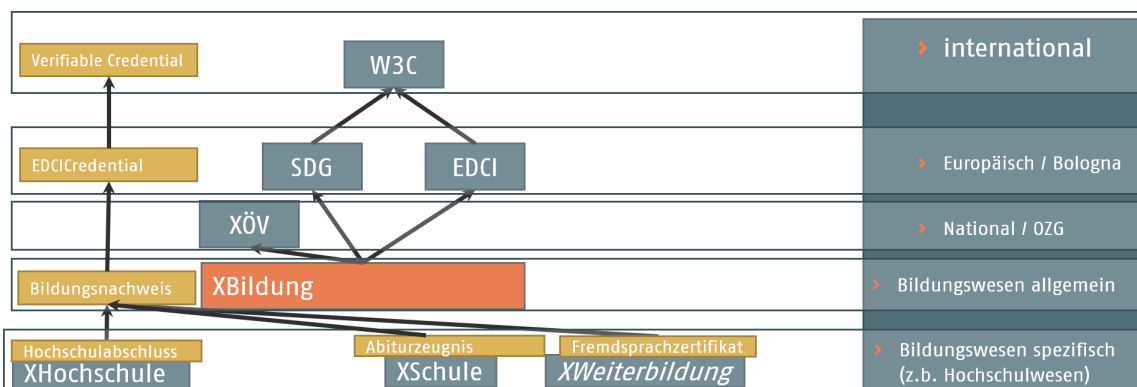 Verifiable Credential
W3C
> international
EDCICredential
SDG
EDCI
> Europäisch / Bologna
XÖV
> National / OZG
Bildungsnachweis
XBildung
> Bildungswesen allgemein
Hochschulabschluss
Abiturzeugnis
Fremdsprachzertifikat
XHochschule
XSchule
XWeiterbildung
> Bildungswesen spezifisch
(z.b. Hochschulwesen)